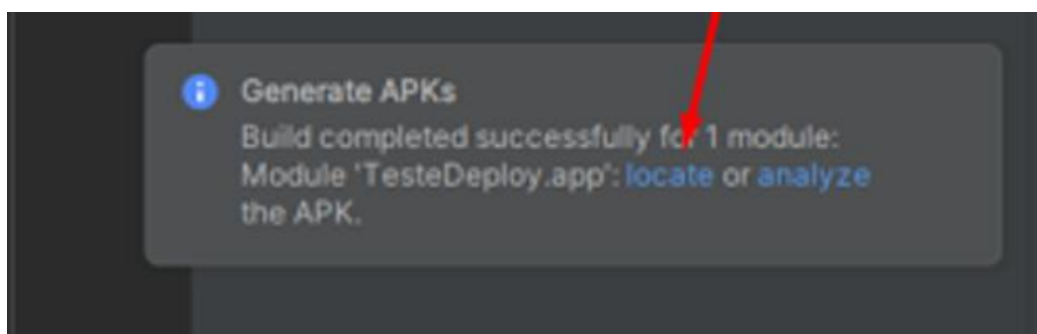 Generate APKs
Build completed successfully for 1 module:
Module 'TesteDeploy.app': locate or analyze
the APK.